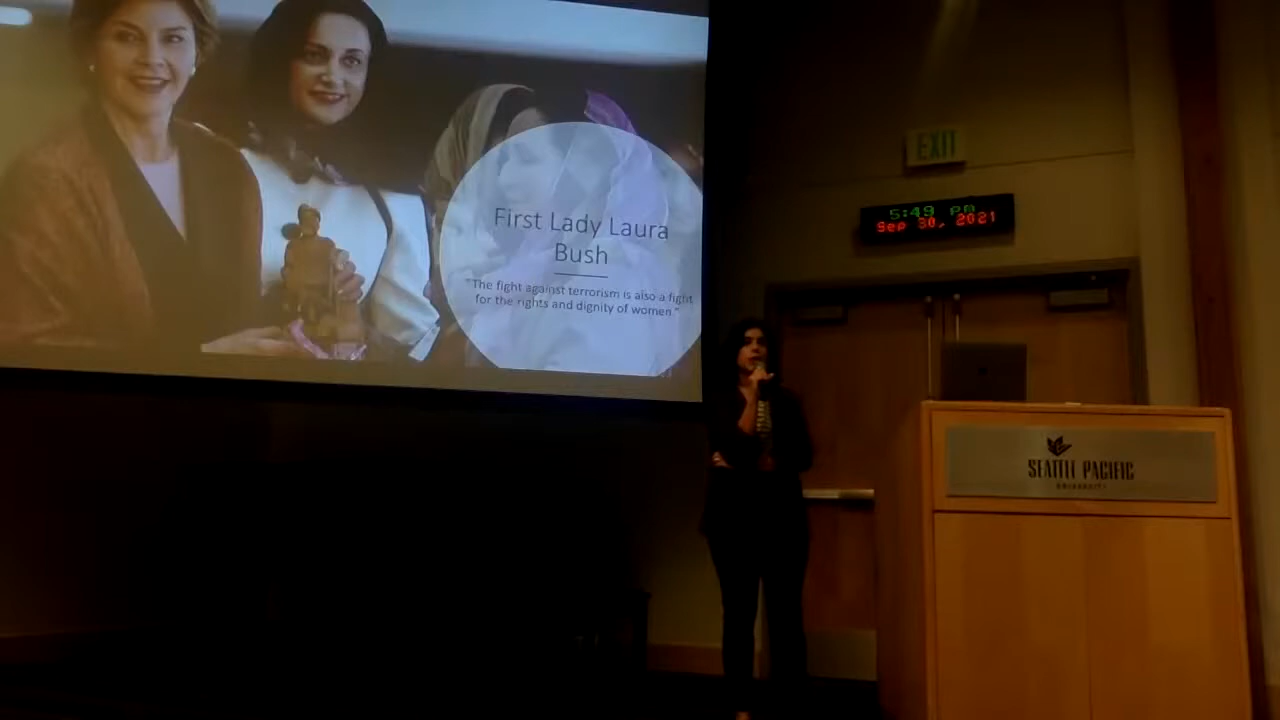 First Lady Laura
Bush
"The fight against terrorism is also a fight
for the rights and dignity of women."
EXIT
5:49 PM
Sep 30, 2021
SEATTLE PACIFIC
UNIVERSITY